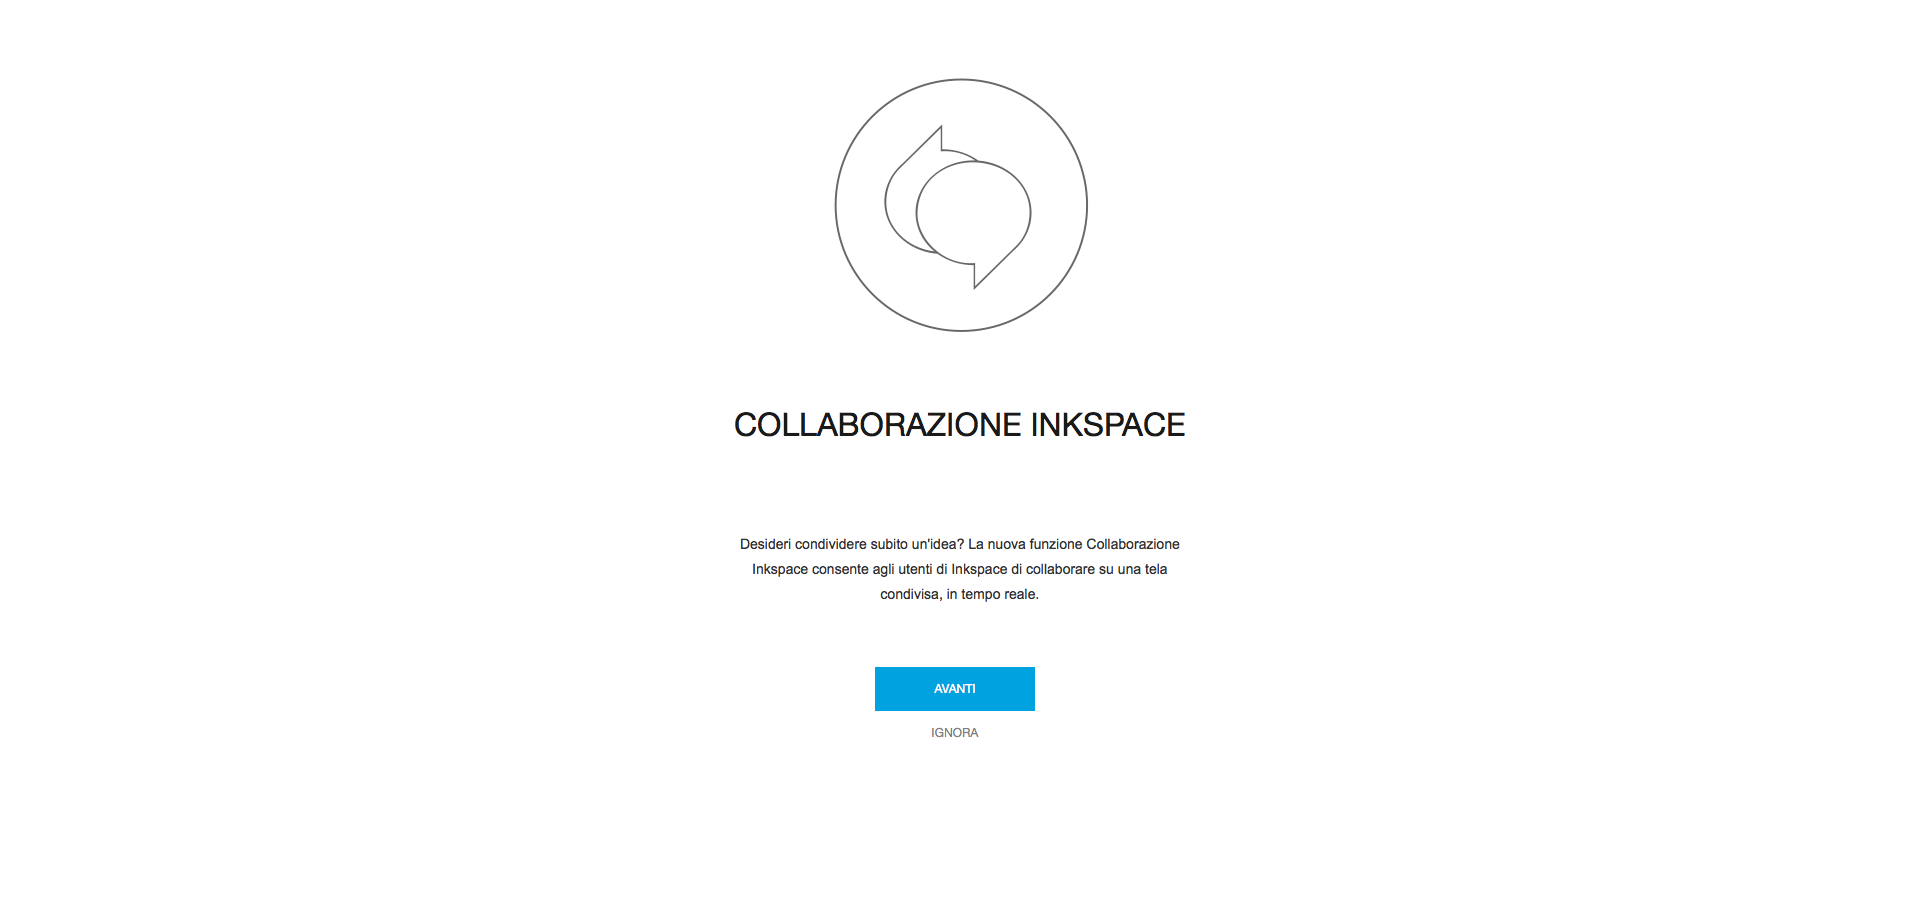 COLLABORAZIONE INKSPACE
Desideri condividere subito un'idea? La nuova funzione Collaborazione
Inkspace consente agli utenti di Inkspace di collaborare su una tela
condivisa, in tempo reale.
AVANTI
IGNORA